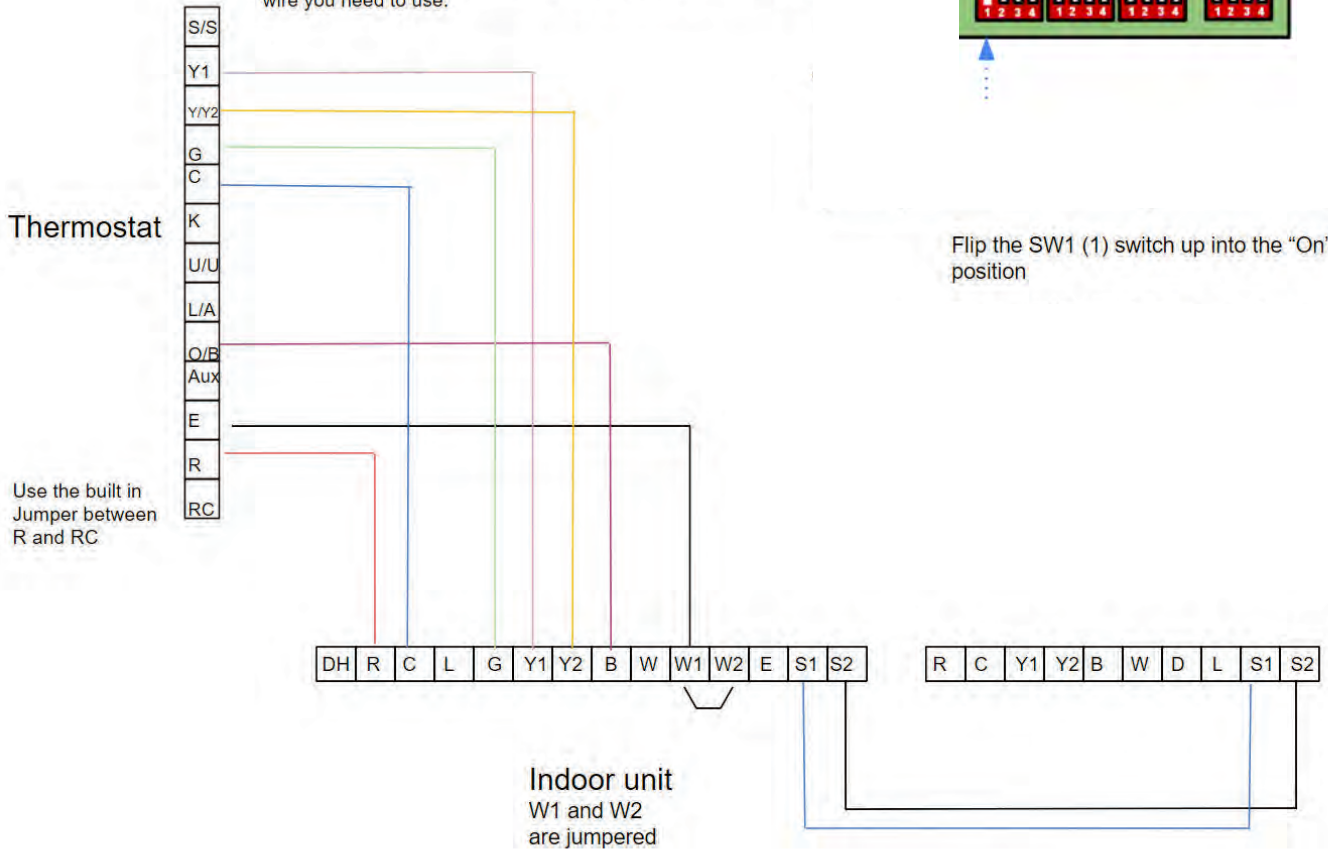 wire you need to use.
1 2 3 4 1 2 3 4 1 2 3 4 1 2 3 4
S/S
Y1
Y/Y2
G
C
K
U/U
L/A
O/B
Aux
E
R
RC
Thermostat
Flip the SW1 (1) switch up into the “On”
position
Use the built in
Jumper between
R and RC
DH R C L G Y1 Y2 B W W1 W2 E S1 S2
R C Y1 Y2 B W D L S1 S2
Indoor unit
W1 and W2
are jumpered